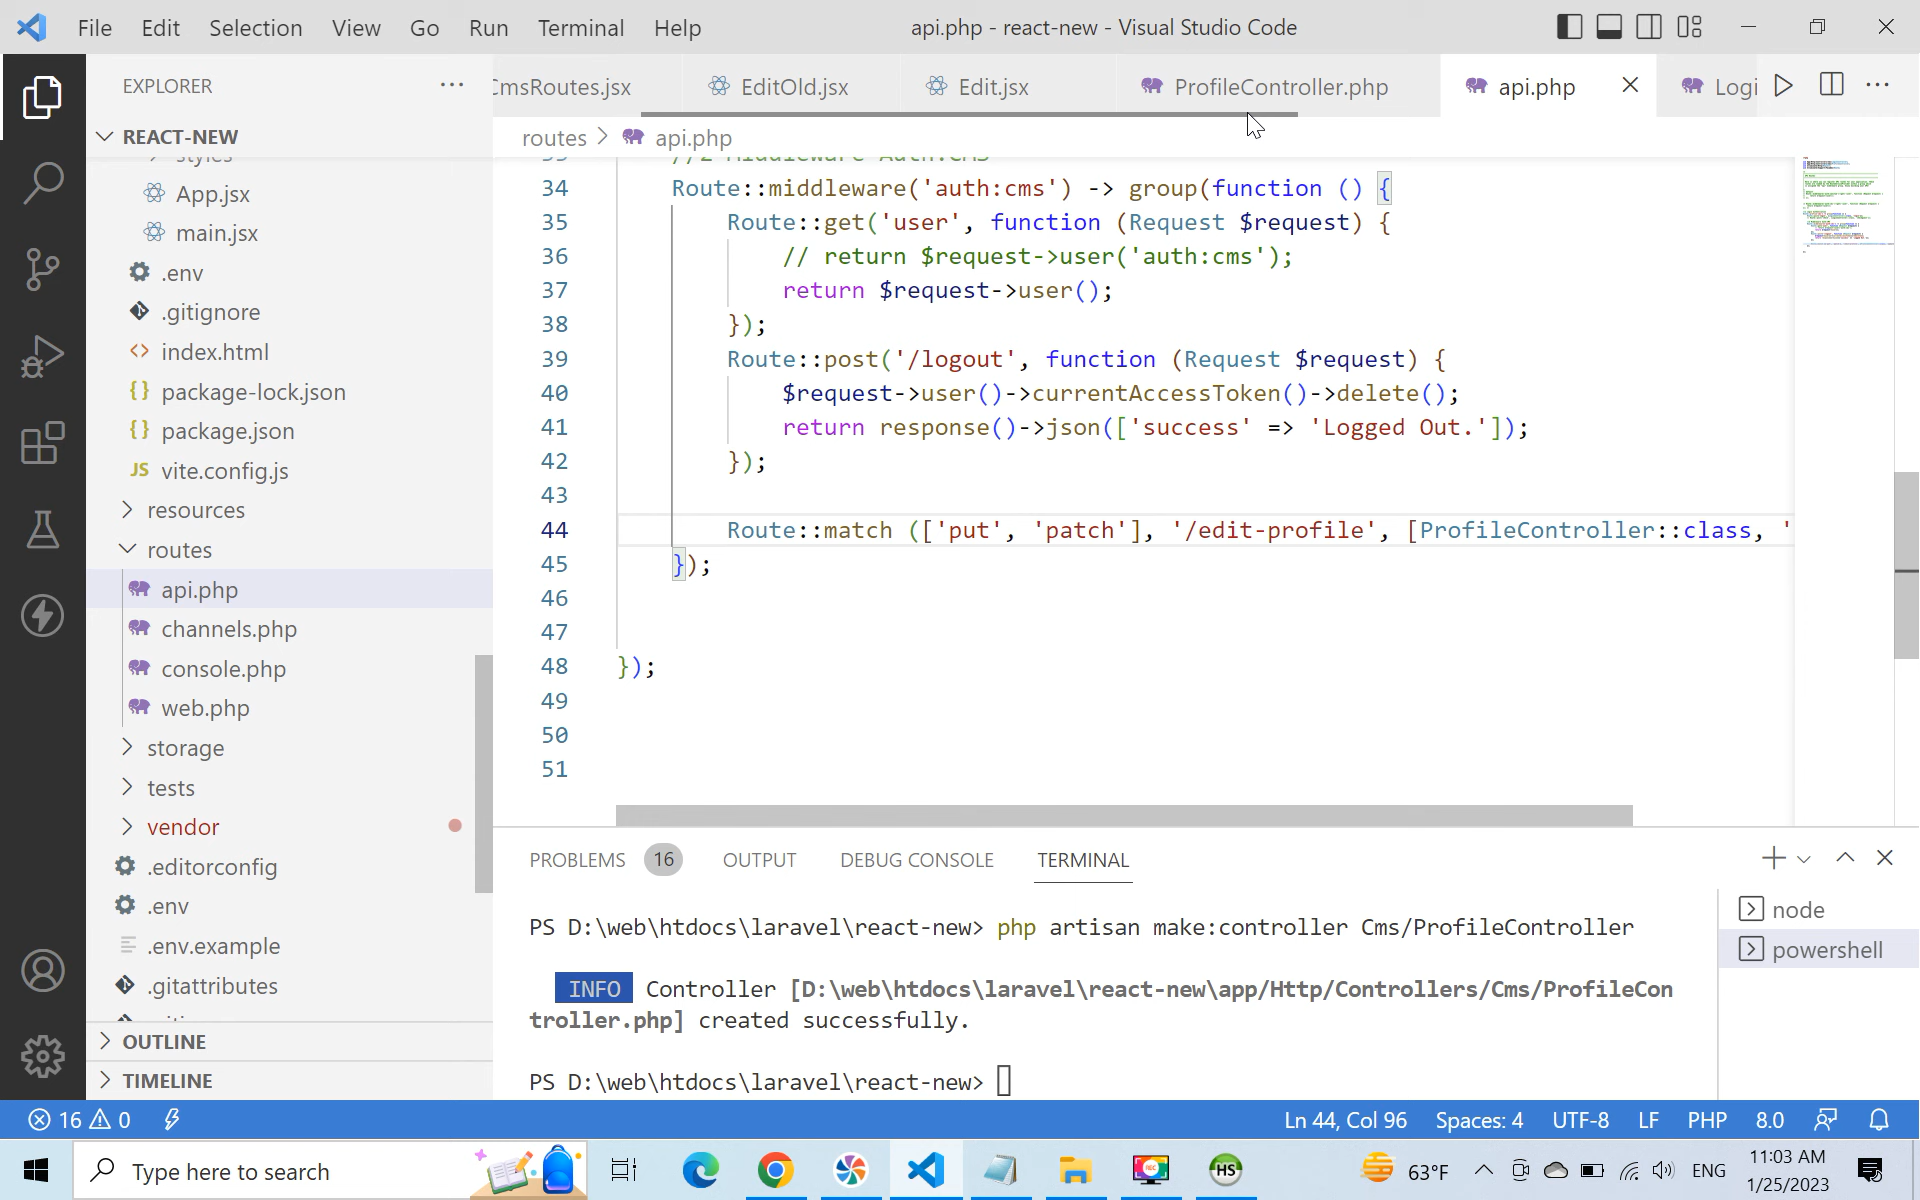 File Edit Selection View Go Run Terminal Help
api.php - react-new - Visual Studio Code
EXPLORER
CmsRoutes.jsx
EditOld.jsx
Edit.jsx
ProfileController.php
api.php
Logi
REACT-NEW
styles
App.jsx
main.jsx
.env
.gitignore
index.html
package-lock.json
package.json
JS vite.config.js
resources
routes
api.php
channels.php
console.php
web.php
storage
tests
vendor
.editorconfig
.env
.env.example
.gitattributes
OUTLINE
TIMELINE
routes > api.php
//2 Middleware Auth:CMS
34 Route::middleware('auth:cms') -> group(function () {
35 Route::get('user', function (Request $request) {
36 // return $request->user('auth:cms');
37 return $request->user();
38 });
39 Route::post('/logout', function (Request $request) {
40 $request->user()->currentAccessToken()->delete();
41 return response()->json(['success' => 'Logged Out.']);
42 });
43
44 Route::match (['put', 'patch'], '/edit-profile', [ProfileController::class, '
45 });
46
47
48 });
49
50
51
PROBLEMS 16 OUTPUT DEBUG CONSOLE TERMINAL
PS D:\web\htdocs\laravel\react-new> php artisan make:controller Cms/ProfileController
INFO Controller [D:\web\htdocs\laravel\react-new\app/Http/Controllers/Cms/ProfileCon
troller.php] created successfully.
PS D:\web\htdocs\laravel\react-new>
node
powershell
16 0
Ln 44, Col 96 Spaces: 4 UTF-8 LF PHP 8.0
Type here to search
HS
63°F
ENG
11:03 AM
1/25/2023